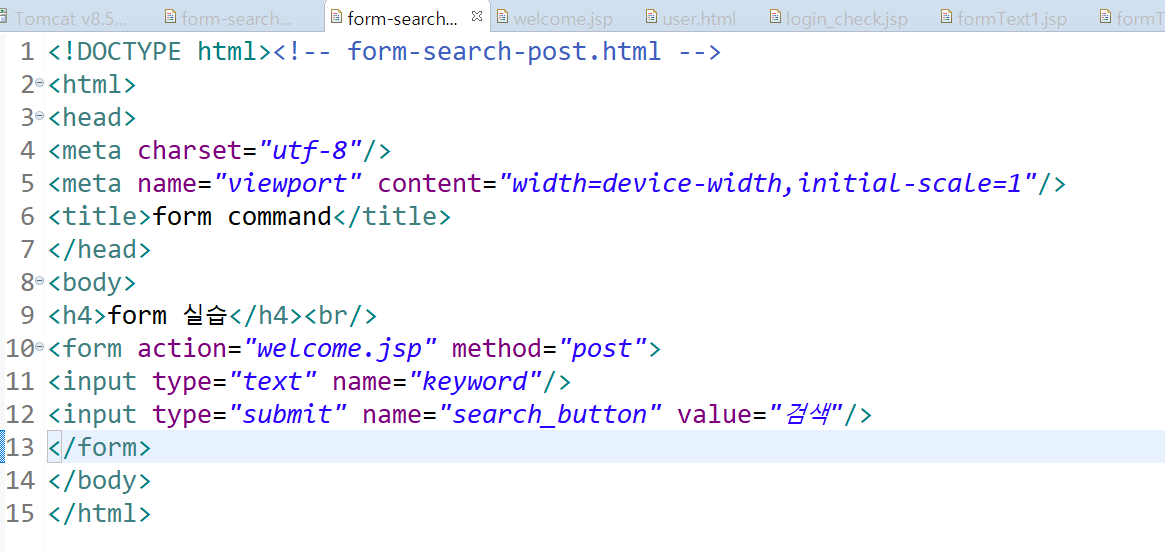 Tomcat v8.5... form-search... form-search... welcome.jsp user.html login_check.jsp formText1.jsp formT
1 <!DOCTYPE html><!-- form-search-post.html -->
2 <html>
3 <head>
4 <meta charset="utf-8"/>
5 <meta name="viewport" content="width=device-width,initial-scale=1"/>
6 <title>form command</title>
7 </head>
8 <body>
9 <h4>form 실습</h4><br/>
10 <form action="welcome.jsp" method="post">
11 <input type="text" name="keyword"/>
12 <input type="submit" name="search_button" value="검색"/>
13 </form>
14 </body>
15 </html>